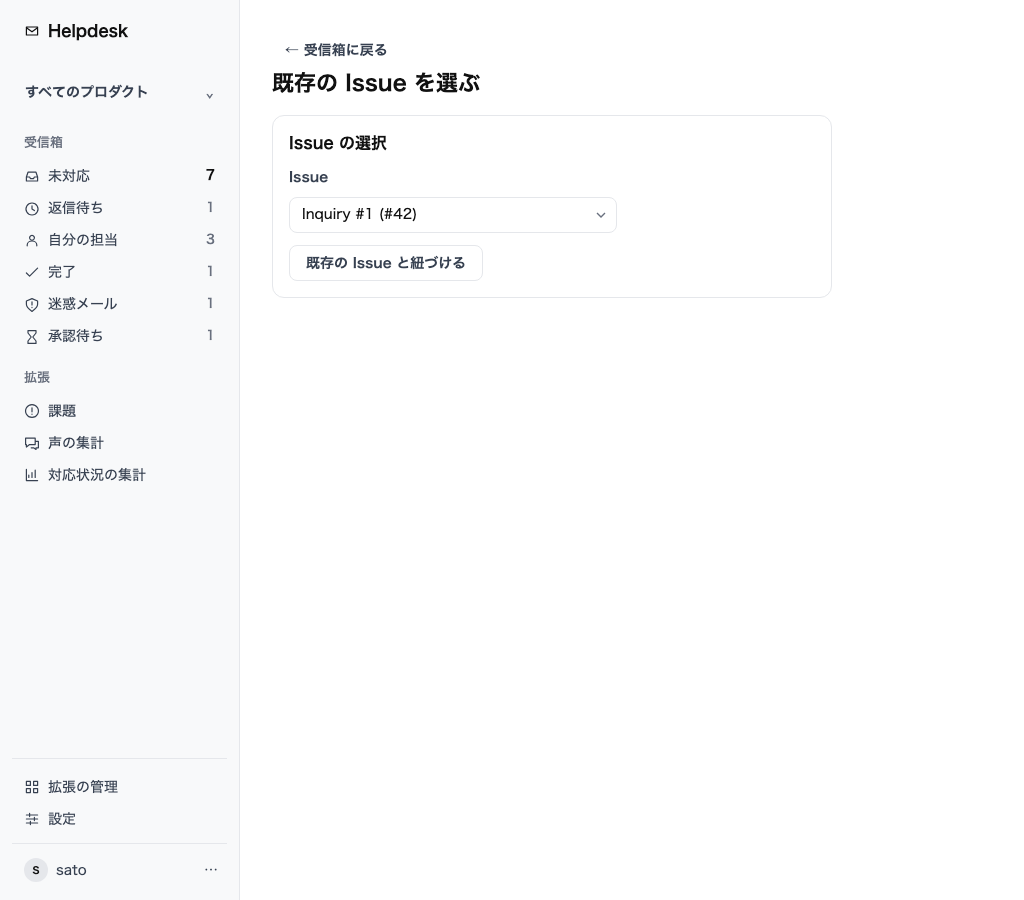 Helpdesk
すべてのプロダクト
受信箱
未対応 7
返信待ち 1
自分の担当 3
完了 1
迷惑メール 1
承認待ち 1
拡張
課題
声の集計
対応状況の集計
拡張の管理
設定
S sato ···
← 受信箱に戻る
既存の Issue を選ぶ
Issue の選択
Issue
Inquiry #1 (#42)
既存の Issue と紐づける